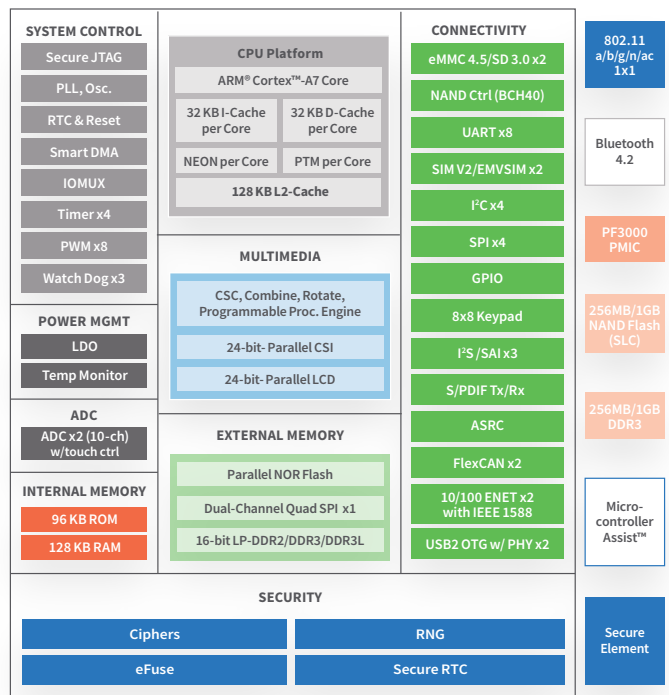 SYSTEM CONTROL
Secure JTAG
PLL, Osc.
RTC & Reset
Smart DMA
IOMUX
Timer x4
PWM x8
Watch Dog x3
POWER MGMT
LDO
Temp Monitor
ADC
ADC x2 (10-ch)
w/touch ctrl
INTERNAL MEMORY
96 KB ROM
128 KB RAM
CPU Platform
ARM® Cortex™-A7 Core
32 KB I-Cache
per Core
32 KB D-Cache
per Core
NEON per Core
PTM per Core
128 KB L2-Cache
MULTIMEDIA
CSC, Combine, Rotate,
Programmable Proc. Engine
24-bit- Parallel CSI
24-bit- Parallel LCD
EXTERNAL MEMORY
Parallel NOR Flash
Dual-Channel Quad SPI x1
16-bit LP-DDR2/DDR3/DDR3L
CONNECTIVITY
eMMC 4.5/SD 3.0 x2
NAND Ctrl (BCH40)
UART x8
SIM V2/EMVSIM x2
I²C x4
SPI x4
GPIO
8x8 Keypad
I²S /SAI x3
S/PDIF Tx/Rx
ASRC
FlexCAN x2
10/100 ENET x2
with IEEE 1588
USB2 OTG w/ PHY x2
SECURITY
Ciphers
RNG
eFuse
Secure RTC
802.11
a/b/g/n/ac
1x1
Bluetooth
4.2
PF3000
PMIC
256MB/1GB
NAND Flash
(SLC)
256MB/1GB
DDR3
Micro-
controller
Assist™
Secure
Element